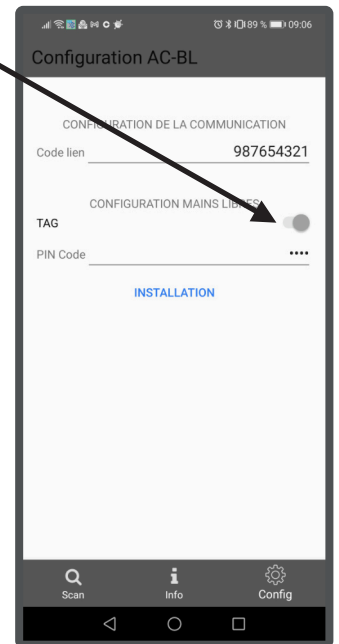 89 % 09:06
Configuration AC-BL
CONFIGURATION DE LA COMMUNICATION
Code lien 987654321
CONFIGURATION MAINS LIBRES
TAG
PIN Code ••••
INSTALLATION
Scan Info Config